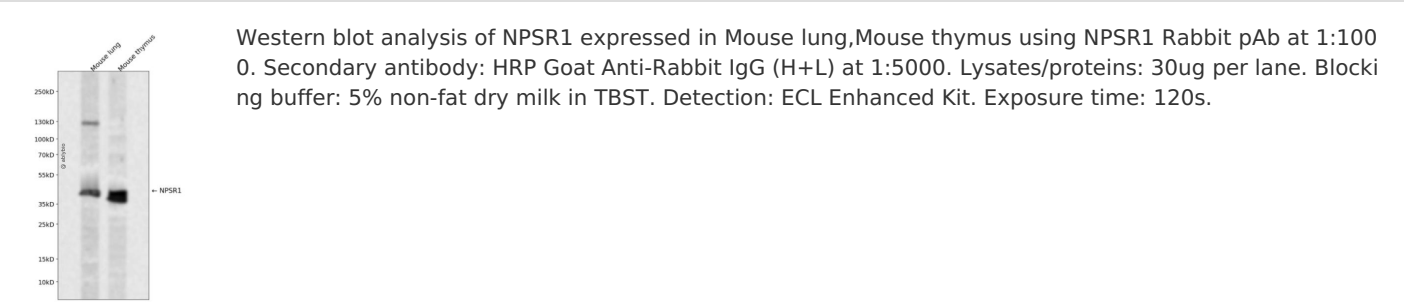 Mouse lung
Mouse thymus
250kD
130kD
100kD
70kD
55kD
35kD
25kD
15kD
10kD
@ abbybio
← NPSR1
Western blot analysis of NPSR1 expressed in Mouse lung,Mouse thymus using NPSR1 Rabbit pAb at 1:100
0. Secondary antibody: HRP Goat Anti-Rabbit IgG (H+L) at 1:5000. Lysates/proteins: 30ug per lane. Blocki
ng buffer: 5% non-fat dry milk in TBST. Detection: ECL Enhanced Kit. Exposure time: 120s.